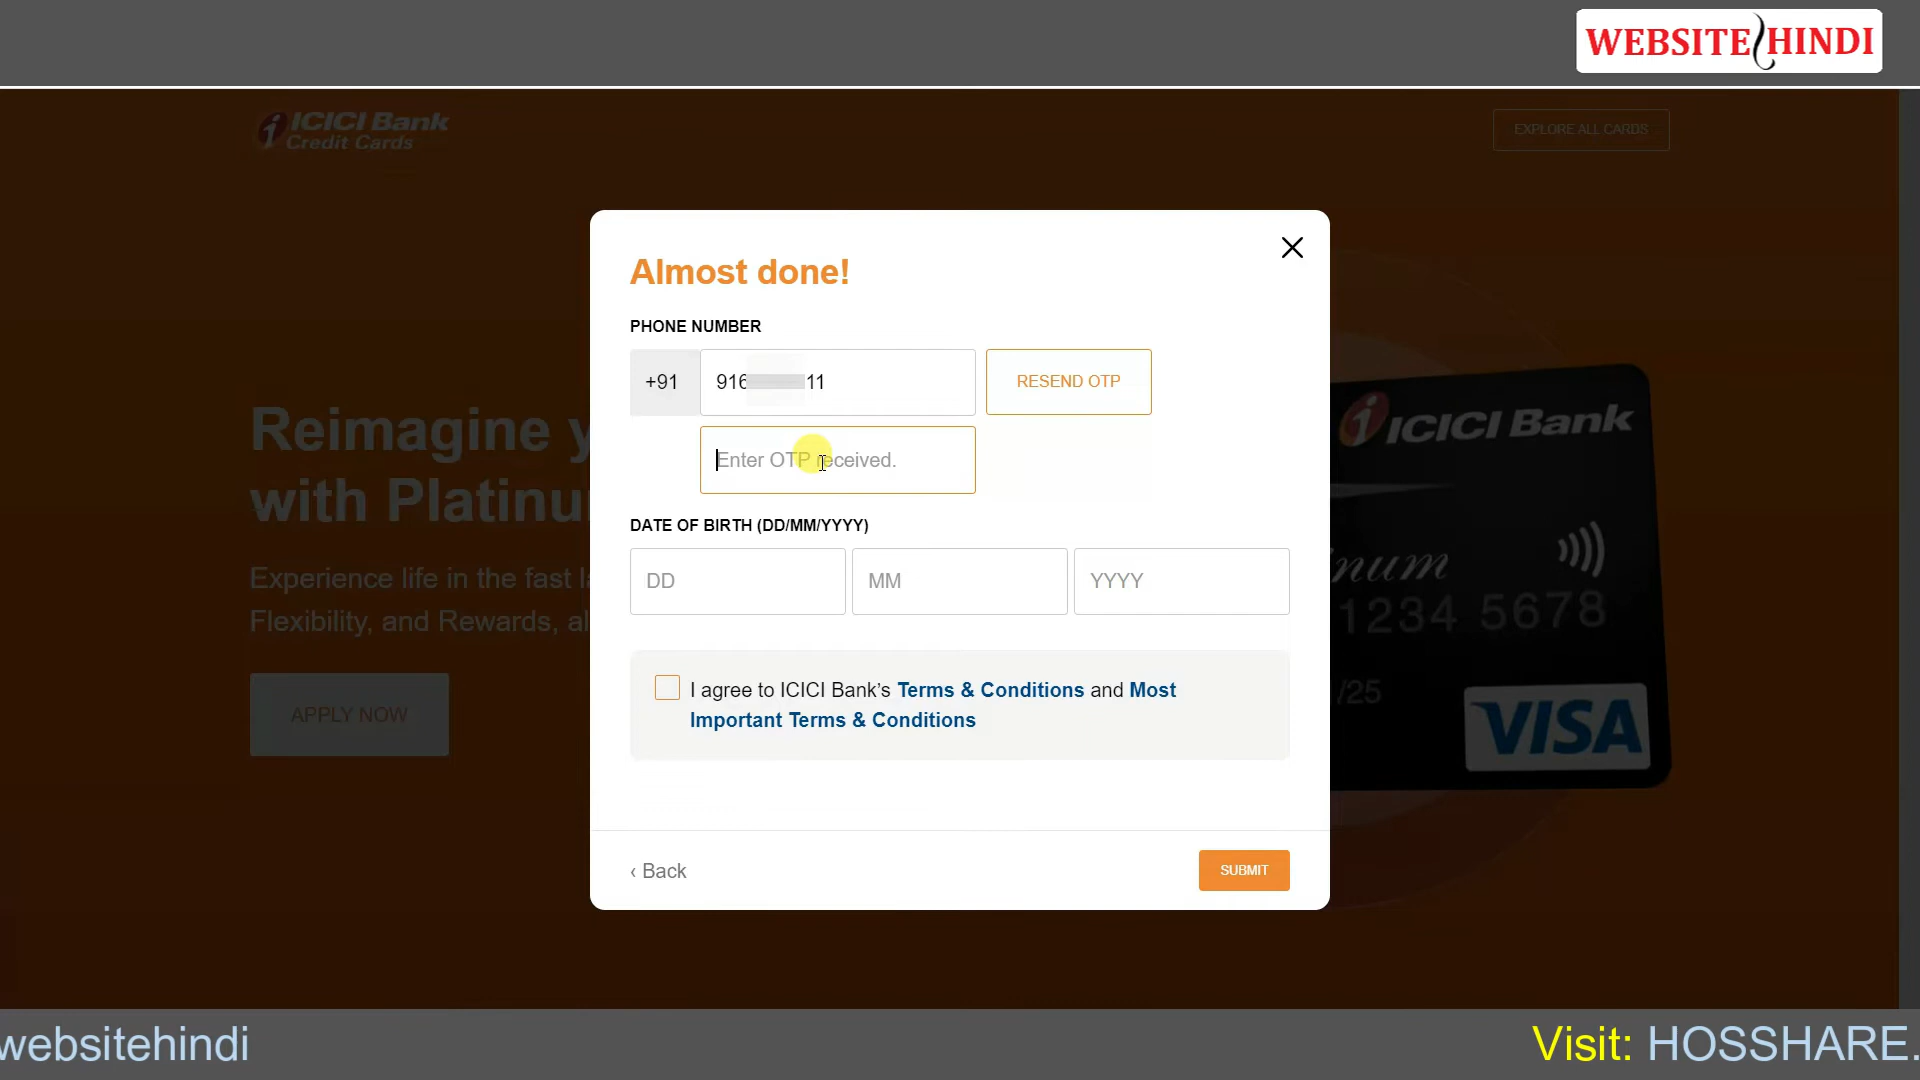 WEBSITE HINDI
ICICI Bank
Credit Cards
EXPLORE ALL CARDS
Almost done!
PHONE NUMBER
+91
916 11
RESEND OTP
Enter OTP received.
DATE OF BIRTH (DD/MM/YYYY)
DD
MM
YYYY
I agree to ICICI Bank’s Terms & Conditions and Most
Important Terms & Conditions
‹ Back
SUBMIT
Reimagine
with
Experience life in the fast
Flexibility, and Rewards,
APPLY NOW
ICICI Bank
1234 5678
/25
VISA
websitehindi
Visit: HOSSHARE.